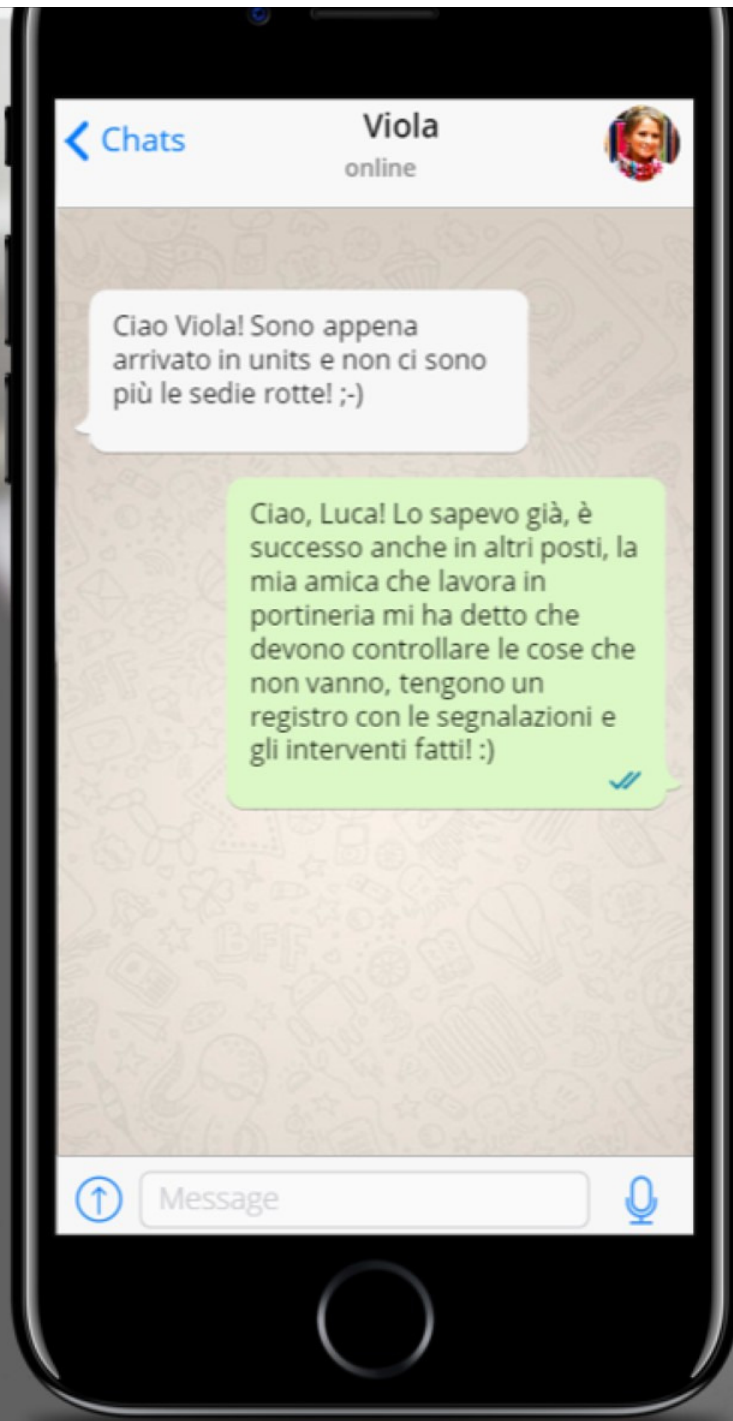 Chats
Viola
online
Ciao Viola! Sono appena
arrivato in units e non ci sono
più le sedie rotte! ;-)
Ciao, Luca! Lo sapevo già, è
successo anche in altri posti, la
mia amica che lavora in
portineria mi ha detto che
devono controllare le cose che
non vanno, tengono un
registro con le segnalazioni e
gli interventi fatti! :)
BFF
Message